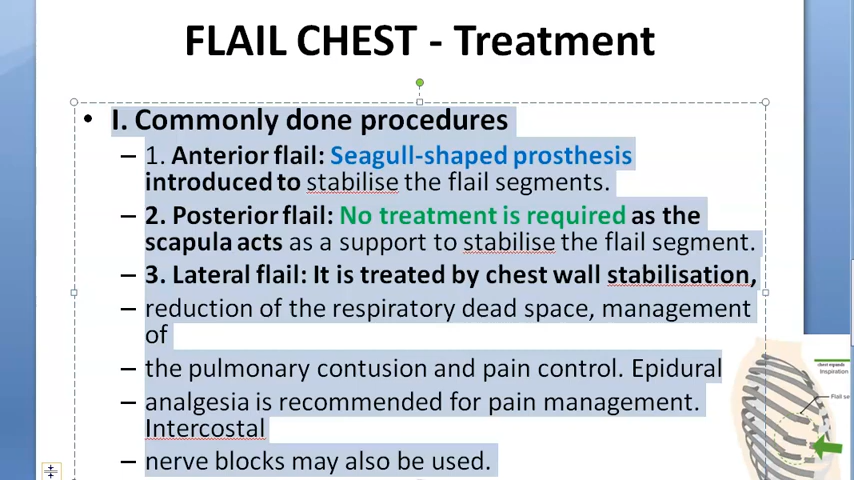 FLAIL CHEST - Treatment
• I. Commonly done procedures
– 1. Anterior flail: Seagull-shaped prosthesis
introduced to stabilise the flail segments.
– 2. Posterior flail: No treatment is required as the
scapula acts as a support to stabilise the flail segment.
– 3. Lateral flail: It is treated by chest wall stabilisation,
– reduction of the respiratory dead space, management
of
– the pulmonary contusion and pain control. Epidural
– analgesia is recommended for pain management.
Intercostal
– nerve blocks may also be used.
Inspiration
Flail se